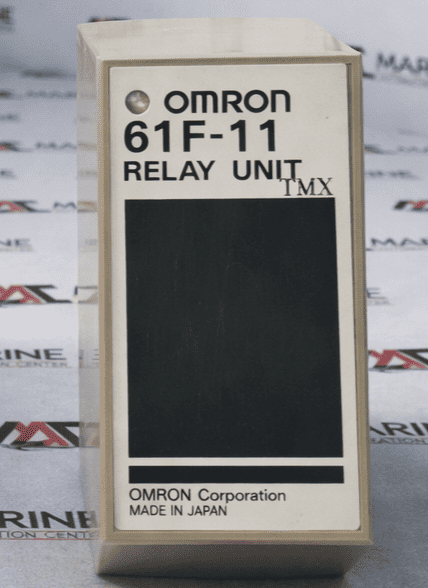 OMRON
61F-11
RELAY UNIT
TMX
OMRON Corporation
MADE IN JAPAN